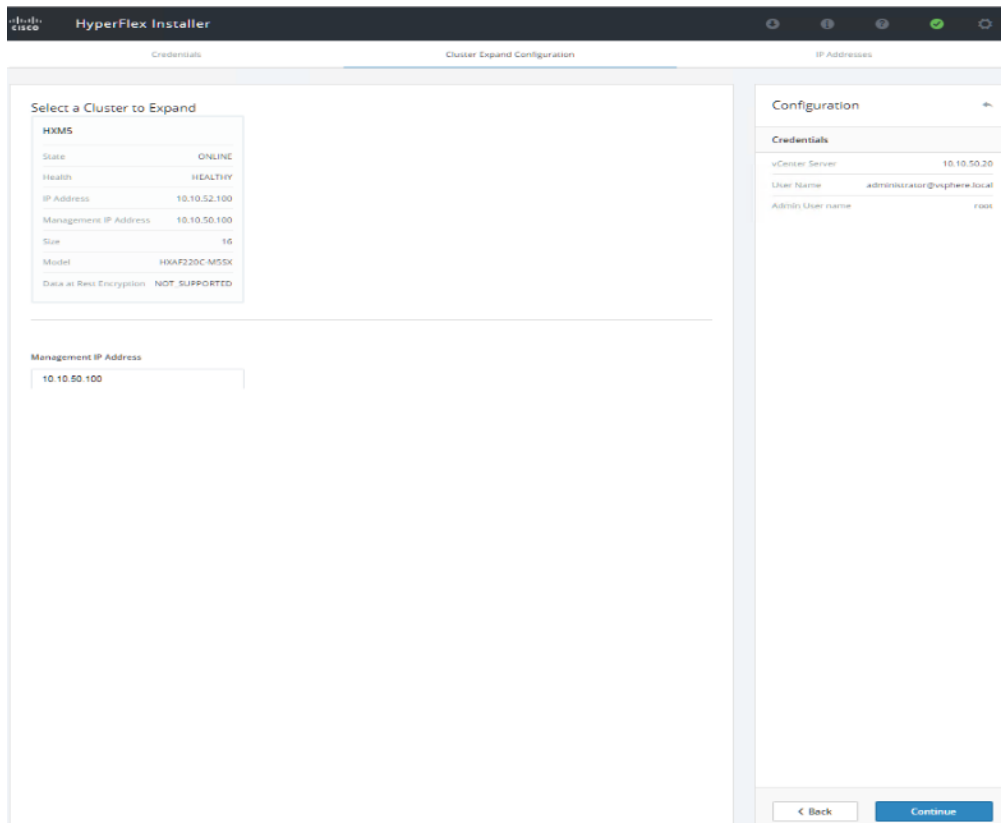 CISCO HyperFlex Installer
Credentials
Cluster Expand Configuration
IP Addresses
Select a Cluster to Expand
HXM5
State ONLINE
Health HEALTHY
IP Address 10.10.52.100
Management IP Address 10.10.50.100
Size 16
Model HXAF220C-M5SX
Data at Rest Encryption NOT_SUPPORTED
Management IP Address
10.10.50.100
Configuration
Credentials
vCenter Server 10.10.50.20
User Name administrator@vsphere.local
Admin User name root
< Back
Continue